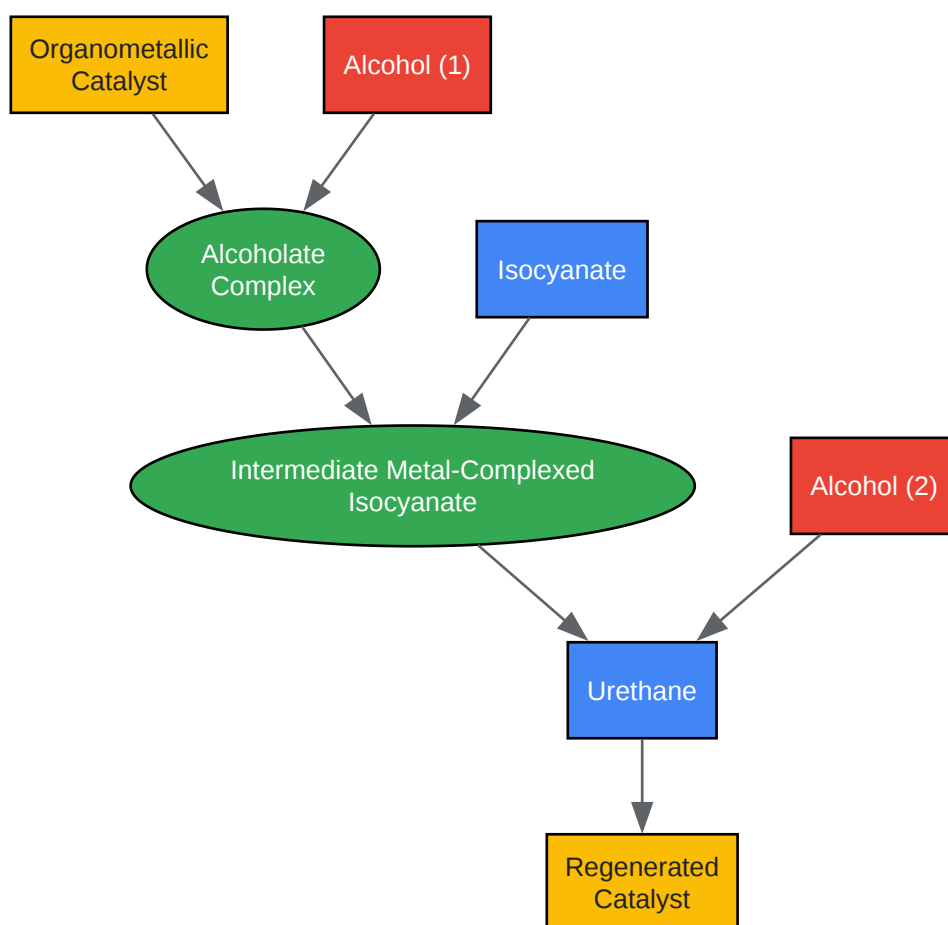 Organometallic
Catalyst
Alcohol (1)
Alcoholate
Complex
Isocyanate
Intermediate Metal-Complexed
Isocyanate
Alcohol (2)
Urethane
Regenerated
Catalyst